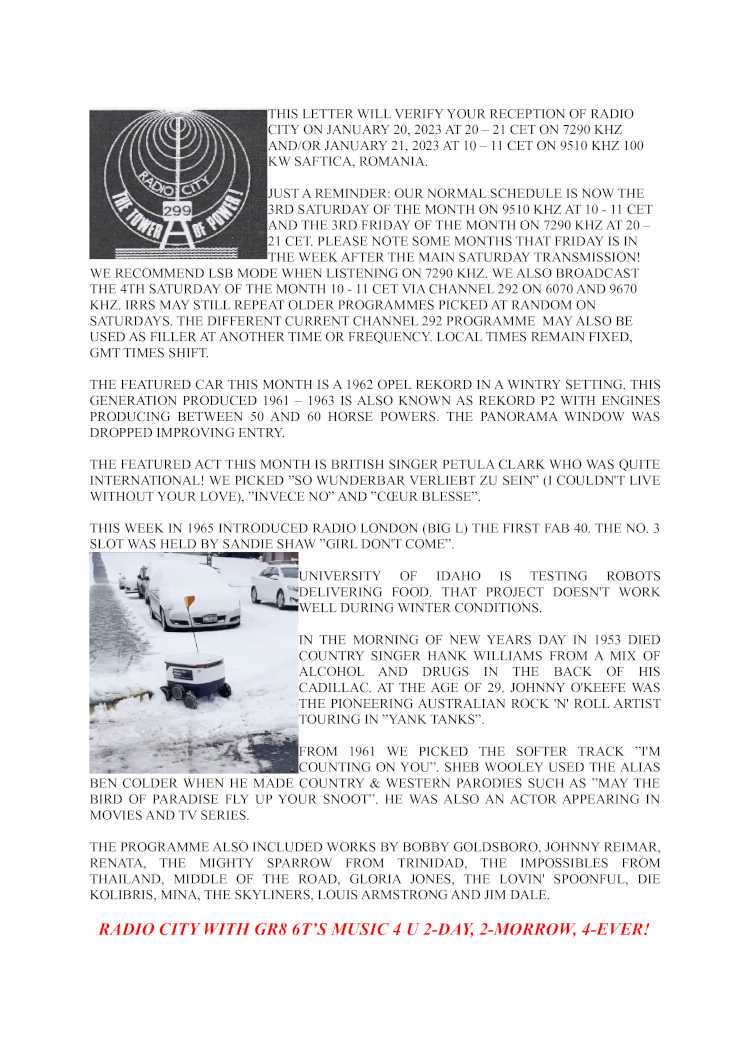 RADIO CITY
299
THE TOWER OF POWER!
THIS LETTER WILL VERIFY YOUR RECEPTION OF RADIO
CITY ON JANUARY 20, 2023 AT 20 – 21 CET ON 7290 KHZ
AND/OR JANUARY 21, 2023 AT 10 – 11 CET ON 9510 KHZ 100
KW SAFTICA, ROMANIA.
JUST A REMINDER: OUR NORMAL SCHEDULE IS NOW THE
3RD SATURDAY OF THE MONTH ON 9510 KHZ AT 10 - 11 CET
AND THE 3RD FRIDAY OF THE MONTH ON 7290 KHZ AT 20 –
21 CET. PLEASE NOTE SOME MONTHS THAT FRIDAY IS IN
THE WEEK AFTER THE MAIN SATURDAY TRANSMISSION!
WE RECOMMEND LSB MODE WHEN LISTENING ON 7290 KHZ. WE ALSO BROADCAST
THE 4TH SATURDAY OF THE MONTH 10 - 11 CET VIA CHANNEL 292 ON 6070 AND 9670
KHZ. IRRS MAY STILL REPEAT OLDER PROGRAMMES PICKED AT RANDOM ON
SATURDAYS. THE DIFFERENT CURRENT CHANNEL 292 PROGRAMME MAY ALSO BE
USED AS FILLER AT ANOTHER TIME OR FREQUENCY. LOCAL TIMES REMAIN FIXED,
GMT TIMES SHIFT.
THE FEATURED CAR THIS MONTH IS A 1962 OPEL REKORD IN A WINTRY SETTING. THIS
GENERATION PRODUCED 1961 – 1963 IS ALSO KNOWN AS REKORD P2 WITH ENGINES
PRODUCING BETWEEN 50 AND 60 HORSE POWERS. THE PANORAMA WINDOW WAS
DROPPED IMPROVING ENTRY.
THE FEATURED ACT THIS MONTH IS BRITISH SINGER PETULA CLARK WHO WAS QUITE
INTERNATIONAL! WE PICKED ”SO WUNDERBAR VERLIEBT ZU SEIN” (I COULDN'T LIVE
WITHOUT YOUR LOVE), ”INVECE NO” AND ”CŒUR BLESSE”.
THIS WEEK IN 1965 INTRODUCED RADIO LONDON (BIG L) THE FIRST FAB 40. THE NO. 3
SLOT WAS HELD BY SANDIE SHAW ”GIRL DON'T COME”.
UNIVERSITY OF IDAHO IS TESTING ROBOTS
DELIVERING FOOD. THAT PROJECT DOESN'T WORK
WELL DURING WINTER CONDITIONS.
IN THE MORNING OF NEW YEARS DAY IN 1953 DIED
COUNTRY SINGER HANK WILLIAMS FROM A MIX OF
ALCOHOL AND DRUGS IN THE BACK OF HIS
CADILLAC. AT THE AGE OF 29. JOHNNY O'KEEFE WAS
THE PIONEERING AUSTRALIAN ROCK 'N' ROLL ARTIST
TOURING IN ”YANK TANKS”.
FROM 1961 WE PICKED THE SOFTER TRACK ”I'M
COUNTING ON YOU”. SHEB WOOLEY USED THE ALIAS
BEN COLDER WHEN HE MADE COUNTRY & WESTERN PARODIES SUCH AS ”MAY THE
BIRD OF PARADISE FLY UP YOUR SNOOT”. HE WAS ALSO AN ACTOR APPEARING IN
MOVIES AND TV SERIES.
THE PROGRAMME ALSO INCLUDED WORKS BY BOBBY GOLDSBORO, JOHNNY REIMAR,
RENATA, THE MIGHTY SPARROW FROM TRINIDAD, THE IMPOSSIBLES FROM
THAILAND, MIDDLE OF THE ROAD, GLORIA JONES, THE LOVIN' SPOONFUL, DIE
KOLIBRIS, MINA, THE SKYLINERS, LOUIS ARMSTRONG AND JIM DALE.
RADIO CITY WITH GR8 6T’S MUSIC 4 U 2-DAY, 2-MORROW, 4-EVER!